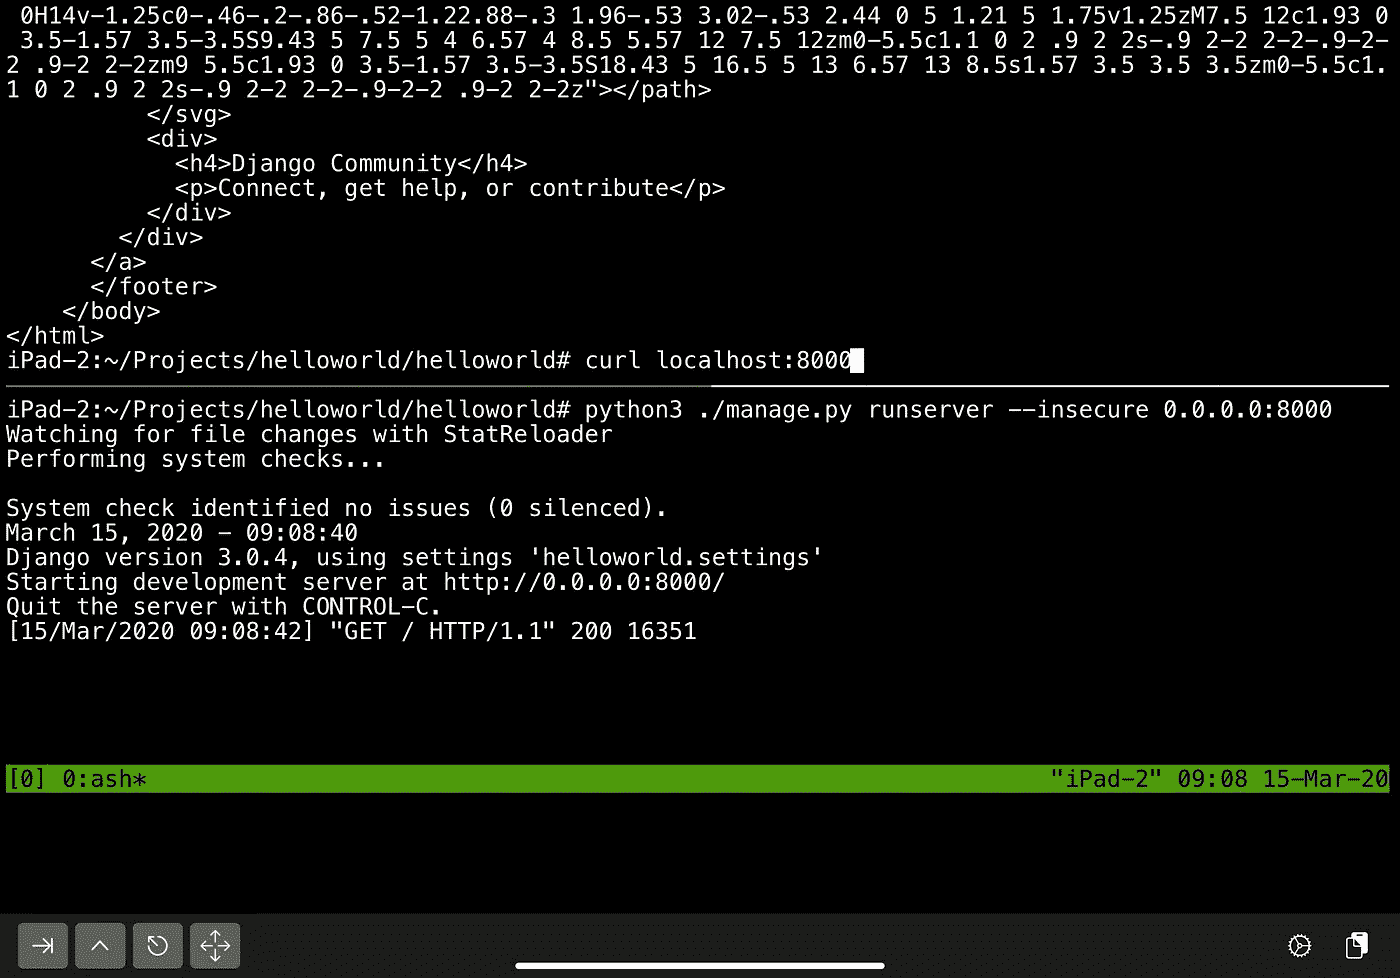 0H14v-1.25c0-.46-.2-.86-.52-1.22.88-.3 1.96-.53 3.02-.53 2.44 0 5 1.21 5 1.75v1.25zM7.5 12c1.93 0
3.5-1.57 3.5-3.5S9.43 5 7.5 5 4 6.57 4 8.5 5.57 12 7.5 12zm0-5.5c1.1 0 2 .9 2 2s-.9 2-2 2-2-.9-2-
2 .9-2 2-2zm9 5.5c1.93 0 3.5-1.57 3.5-3.5S18.43 5 16.5 5 13 6.57 13 8.5s1.57 3.5 3.5 3.5zm0-5.5c1.
1 0 2 .9 2 2s-.9 2-2 2-2-.9-2-2 .9-2 2-2z"></path>
</svg>
<div>
<h4>Django Community</h4>
<p>Connect, get help, or contribute</p>
</div>
</div>
</a>
</footer>
</body>
</html>
iPad-2:~/Projects/helloworld/helloworld# curl localhost:8000
iPad-2:~/Projects/helloworld/helloworld# python3 ./manage.py runserver --insecure 0.0.0.0:8000
Watching for file changes with StatReloader
Performing system checks...
System check identified no issues (0 silenced).
March 15, 2020 - 09:08:40
Django version 3.0.4, using settings 'helloworld.settings'
Starting development server at http://0.0.0.0:8000/
Quit the server with CONTROL-C.
[15/Mar/2020 09:08:42] "GET / HTTP/1.1" 200 16351
[0] 0:ash* "iPad-2" 09:08 15-Mar-20